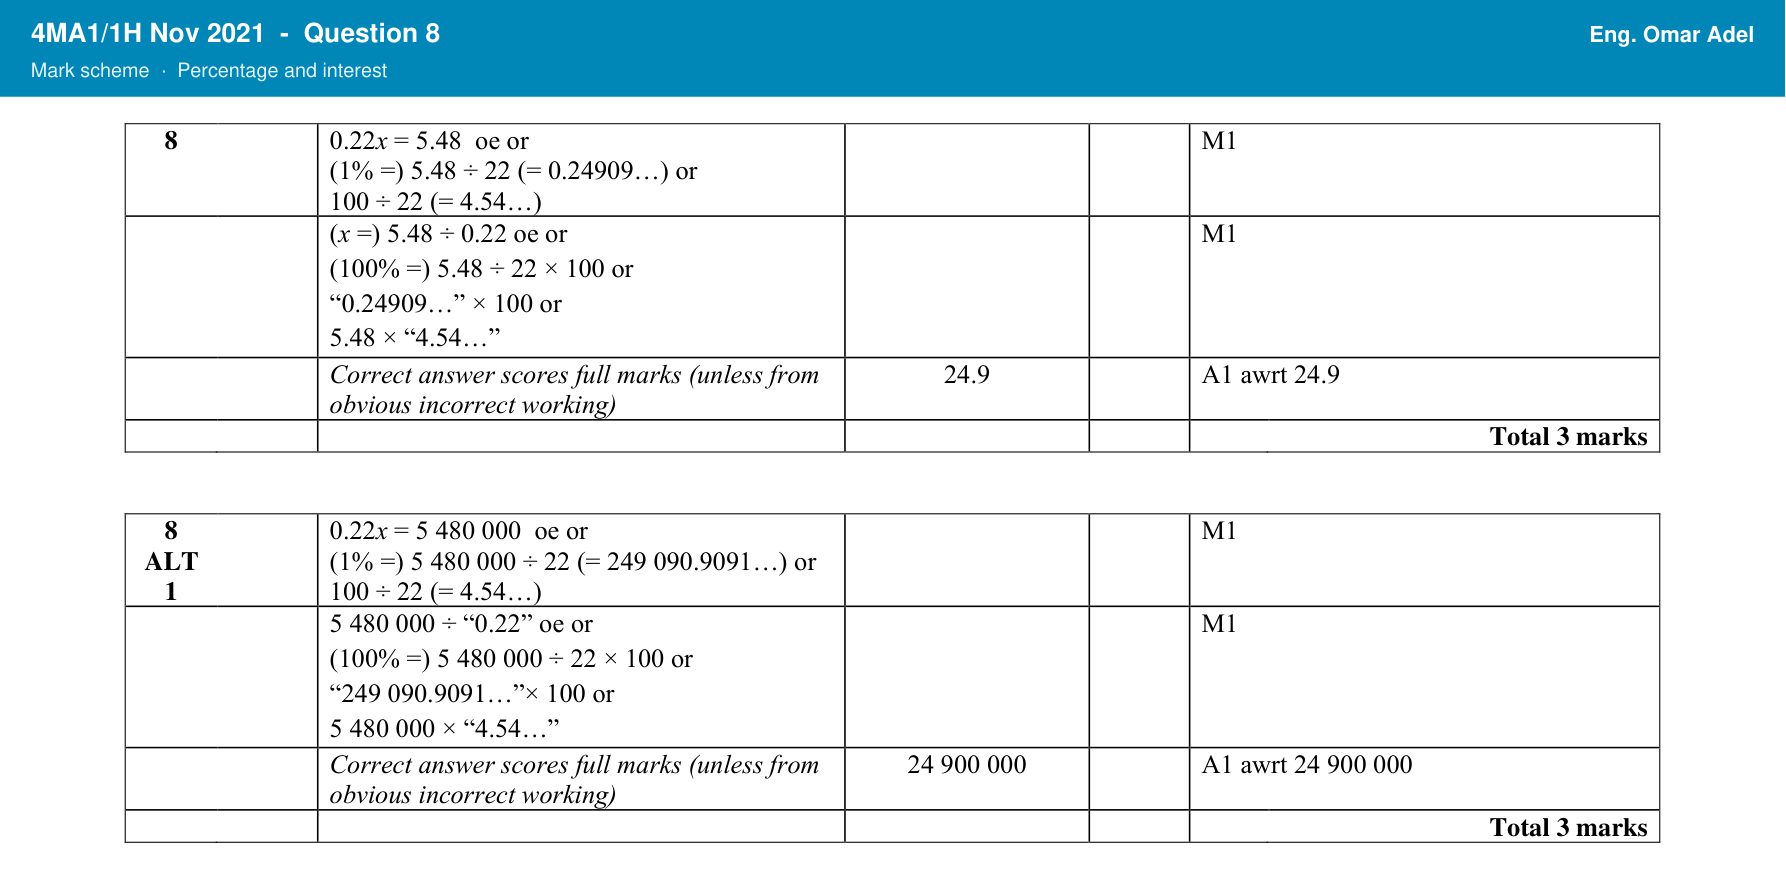 4MA1/1H Nov 2021 - Question 8
Eng. Omar Adel
Mark scheme · Percentage and interest
8
0.22x = 5.48 oe or
M1
(1% =) 5.48 ÷ 22 (= 0.24909…) or
100 ÷ 22 (= 4.54…)
(x =) 5.48 ÷ 0.22 oe or
M1
(100% =) 5.48 ÷ 22 × 100 or
“0.24909…” × 100 or
5.48 × “4.54…”
Correct answer scores full marks (unless from
24.9
A1 awrt 24.9
obvious incorrect working)
Total 3 marks
8
0.22x = 5 480 000 oe or
M1
ALT
(1% =) 5 480 000 ÷ 22 (= 249 090.9091…) or
1
100 ÷ 22 (= 4.54…)
5 480 000 ÷ “0.22” oe or
M1
(100% =) 5 480 000 ÷ 22 × 100 or
“249 090.9091…”× 100 or
5 480 000 × “4.54…”
Correct answer scores full marks (unless from
24 900 000
A1 awrt 24 900 000
obvious incorrect working)
Total 3 marks